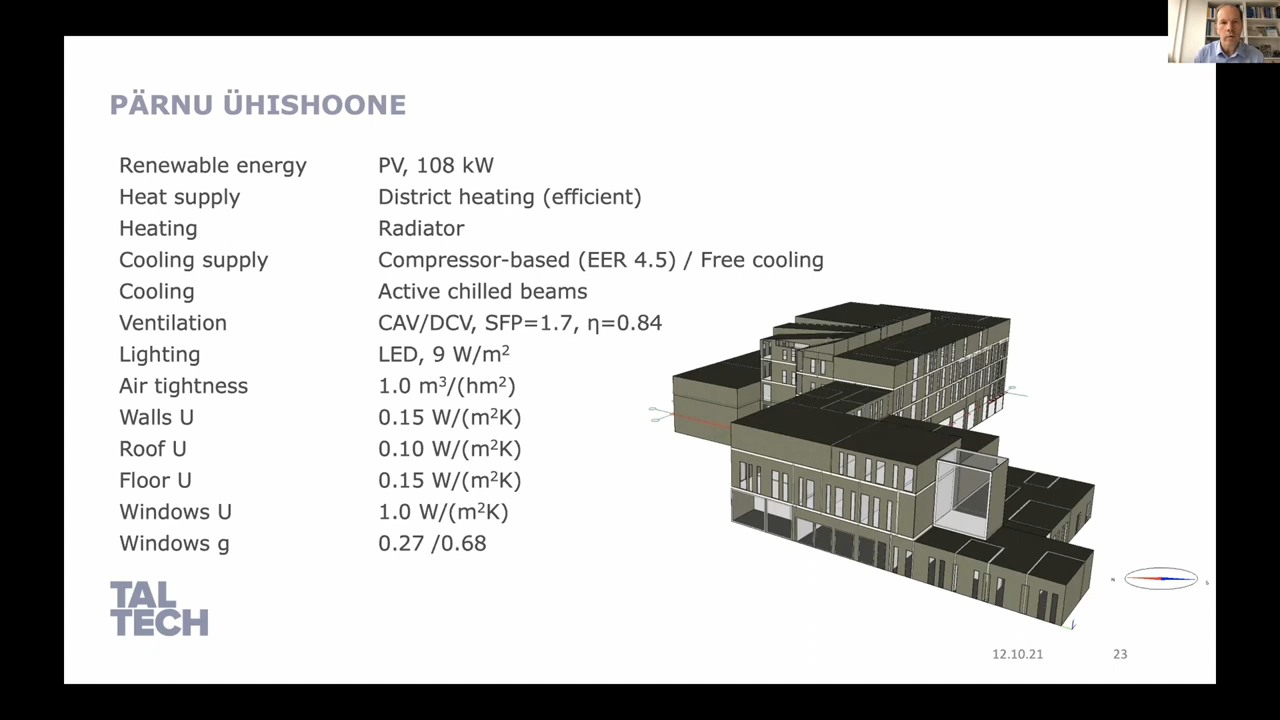 PÄRNU ÜHISHOONE
Renewable energy PV, 108 kW
Heat supply District heating (efficient)
Heating Radiator
Cooling supply Compressor-based (EER 4.5) / Free cooling
Cooling Active chilled beams
Ventilation CAV/DCV, SFP=1.7, η=0.84
Lighting LED, 9 W/m²
Air tightness 1.0 m³/(hm²)
Walls U 0.15 W/(m²K)
Roof U 0.10 W/(m²K)
Floor U 0.15 W/(m²K)
Windows U 1.0 W/(m²K)
Windows g 0.27 /0.68
N S
TAL
TECH
12.10.21 23